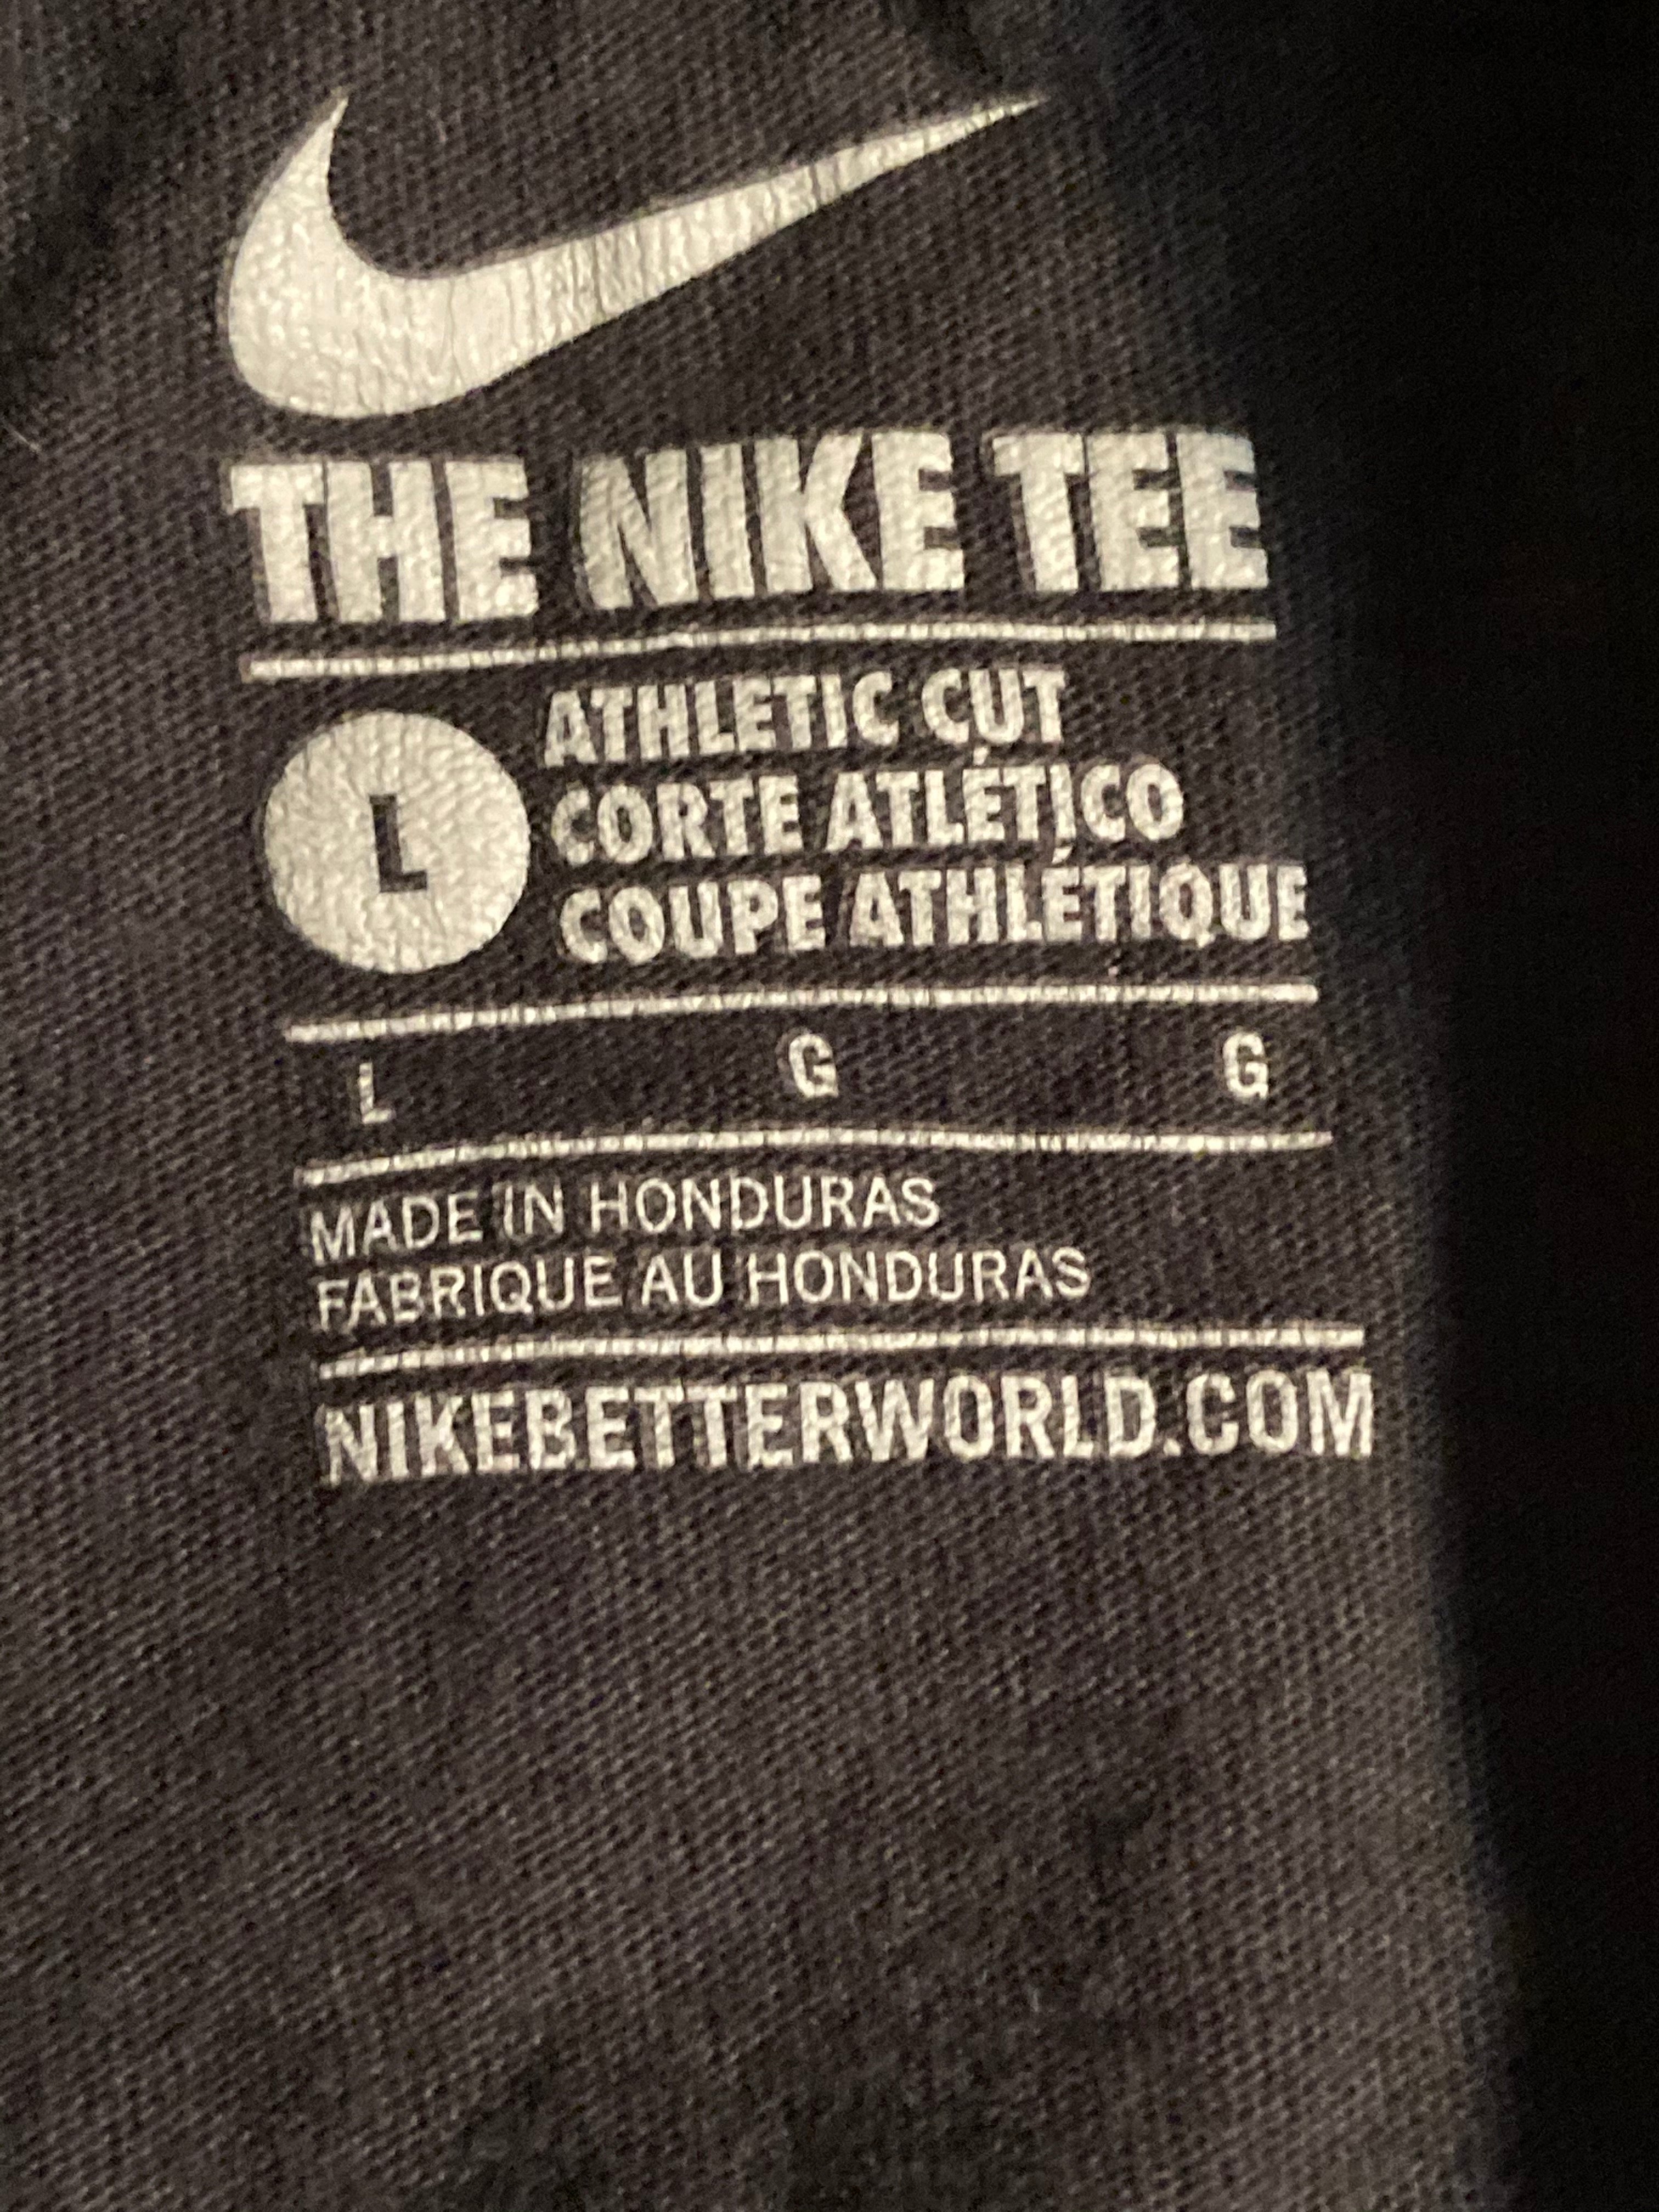 THE NIKE TEE
L
ATHLETIC CUT
CORTE ATLÉTICO
COUPE ATHLÉTIQUE
L G G
MADE IN HONDURAS
FABRIQUE AU HONDURAS
NIKEBETTERWORLD.COM